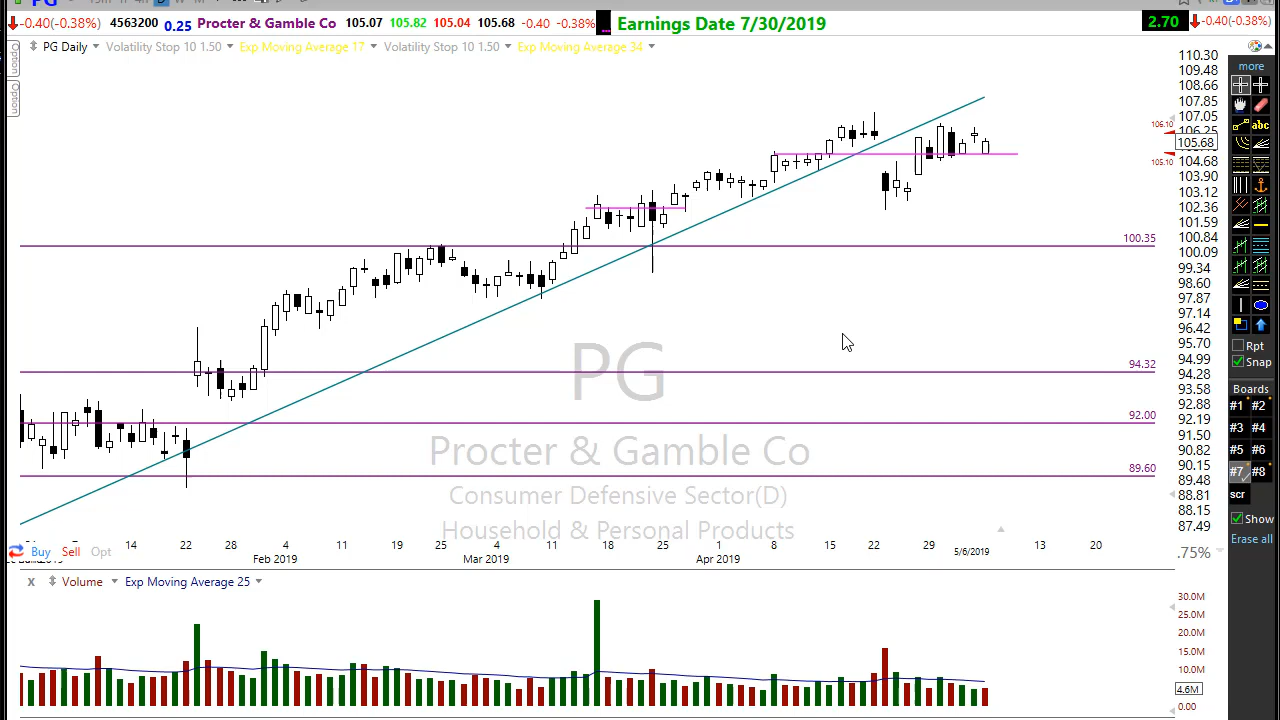 PG
-0.40(-0.38%) 4563200 0.25 Procter & Gamble Co 105.07 105.82 105.04 105.68 -0.40 -0.38% Earnings Date 7/30/2019 2.70 -0.40(-0.38%)
PG Daily Volatility Stop 10 1.50 Exp Moving Average 17 Volatility Stop 10 1.50 Exp Moving Average 34
Option
Option
110.30
109.48
108.66
107.85
107.05
106.25
105.68
104.68
103.90
103.12
102.36
101.59
100.84
100.09
99.34
98.60
97.87
97.14
96.42
95.70
94.99
94.28
93.58
92.88
92.19
91.50
90.82
90.15
89.48
88.81
88.15
87.49
106.10
105.10
100.35
94.32
92.00
89.60
PG
Procter & Gamble Co
Consumer Defensive Sector(D)
Household & Personal Products
more
abc
Rpt
Snap
Boards
#1 #2
#3 #4
#5 #6
#7 #8
scr
Show
Erase all
14 22 28 4 11 19 25 4 11 18 25 1 8 15 22 29 5/6/2019 13 20
Buy Sell Opt
Feb 2019 Mar 2019 Apr 2019
.75%
x Volume Exp Moving Average 25
30.0M
25.0M
20.0M
15.0M
10.0M
4.6M
0.00